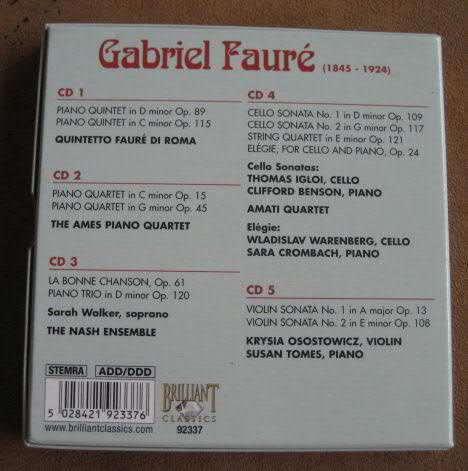 Gabriel Fauré (1845 - 1924)
CD 1
PIANO QUINTET in D minor Op. 89
PIANO QUINTET in C minor Op. 115
QUINTETTO FAURÉ DI ROMA
CD 2
PIANO QUARTET in C minor Op. 15
PIANO QUARTET in G minor Op. 45
THE AMES PIANO QUARTET
CD 3
LA BONNE CHANSON, Op. 61
PIANO TRIO in D minor Op. 120
Sarah Walker, soprano
THE NASH ENSEMBLE
CD 4
CELLO SONATA No. 1 in D minor Op. 109
CELLO SONATA No. 2 in G minor Op. 117
STRING QUARTET in E minor Op. 121
ELÉGIE, FOR CELLO AND PIANO, Op. 24
Cello Sonatas:
THOMAS IGLOI, CELLO
CLIFFORD BENSON, PIANO
AMATI QUARTET
Elégie:
WLADISLAV WARENBERG, CELLO
SARA CROMBACH, PIANO
CD 5
VIOLIN SONATA No. 1 in A major Op. 13
VIOLIN SONATA No. 2 in E minor Op. 108
KRYSIA OSOSTOWICZ, VIOLIN
SUSAN TOMES, PIANO
STEMRA ADD/DDD
5 028421 923376
www.brilliantclassics.com
BRILLIANT
CLASSICS
92337